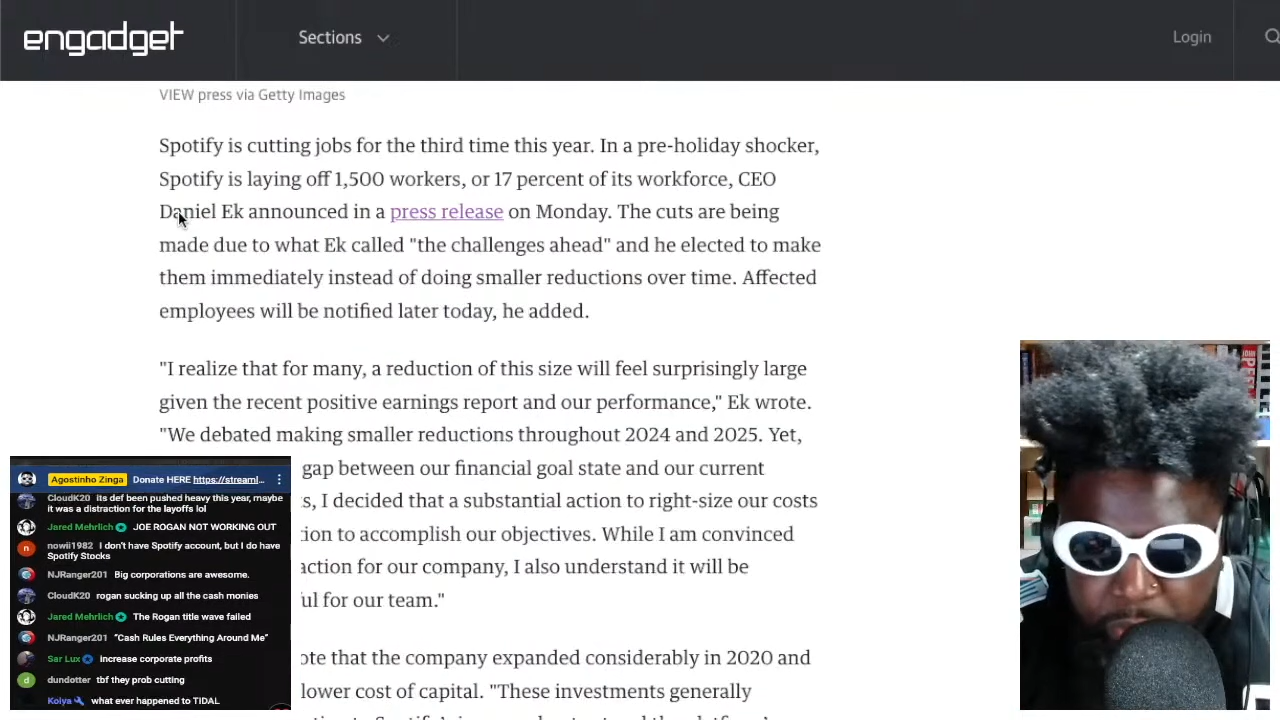 engadget
Sections
Login
VIEW press via Getty Images
Spotify is cutting jobs for the third time this year. In a pre-holiday shocker,
Spotify is laying off 1,500 workers, or 17 percent of its workforce, CEO
Daniel Ek announced in a press release on Monday. The cuts are being
made due to what Ek called "the challenges ahead" and he elected to make
them immediately instead of doing smaller reductions over time. Affected
employees will be notified later today, he added.
"I realize that for many, a reduction of this size will feel surprisingly large
given the recent positive earnings report and our performance," Ek wrote.
"We debated making smaller reductions throughout 2024 and 2025. Yet,
gap between our financial goal state and our current
s, I decided that a substantial action to right-size our costs
tion to accomplish our objectives. While I am convinced
action for our company, I also understand it will be
ful for our team."
ote that the company expanded considerably in 2020 and
lower cost of capital. "These investments generally
Agostinho Zinga Donate HERE https://streaml...
CloudK20 its def been pushed heavy this year, maybe
it was a distraction for the layoffs lol
Jared Mehrlich JOE ROGAN NOT WORKING OUT
nowii1982 I don't have Spotify account, but I do have
Spotify Stocks
NJRanger201 Big corporations are awesome.
CloudK20 rogan sucking up all the cash monies
Jared Mehrlich The Rogan title wave failed
NJRanger201 "Cash Rules Everything Around Me"
Sar Lux increase corporate profits
dundotter tbf they prob cutting
Kolya what ever happened to TIDAL